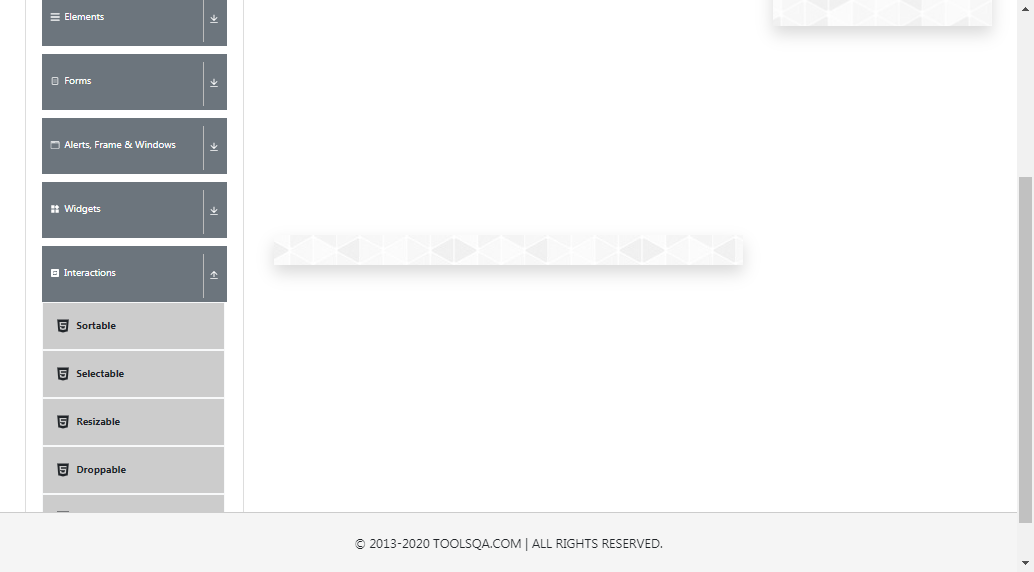 Elements
Forms
Alerts, Frame & Windows
Widgets
Interactions
Sortable
Selectable
Resizable
Droppable
© 2013-2020 TOOLSQA.COM | ALL RIGHTS RESERVED.